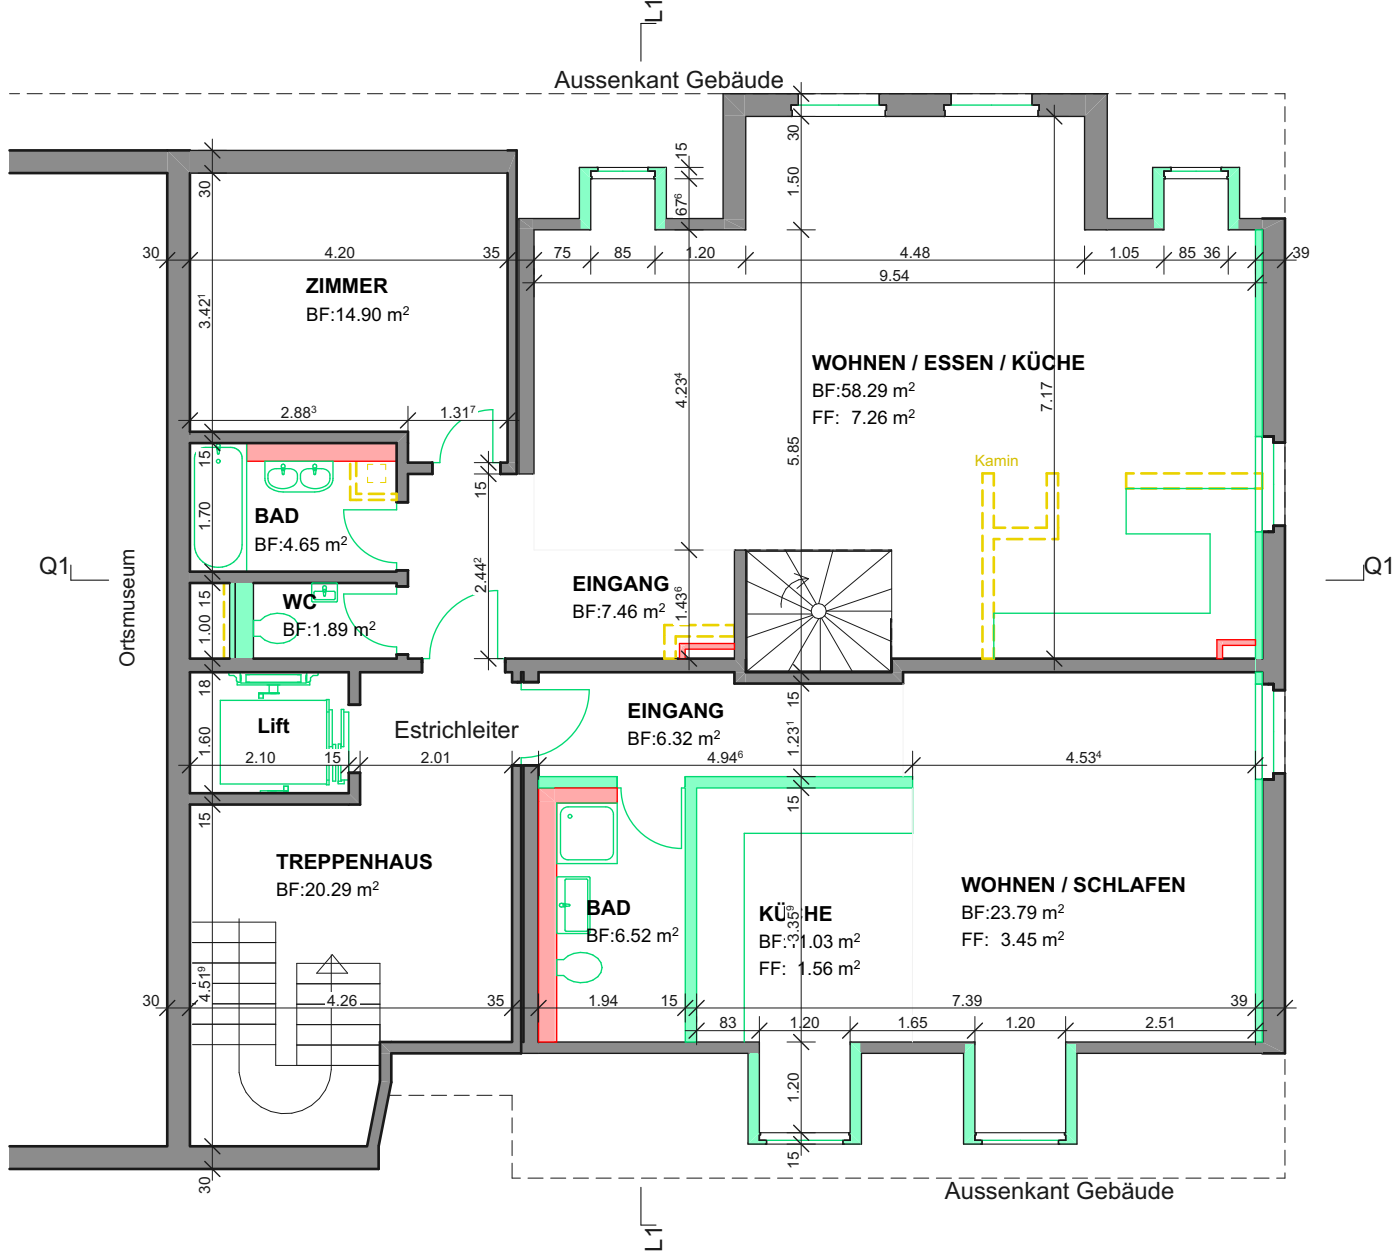 L1
Aussenkant Gebäude
15
30
30
67⁶
1.50
30
4.20
35
75
85
1.20
4.48
1.05
85
36
39
9.54
ZIMMER
BF:14.90 m²
3.42¹
WOHNEN / ESSEN / KÜCHE
BF:58.29 m²
FF: 7.26 m²
4.23⁴
7.17
2.88³
1.31⁷
5.85
15
Kamin
15
BAD
BF:4.65 m²
1.70
Q1
Ortsmuseum
2.44²
Q1
15
EINGANG
BF:7.46 m²
1.43⁶
WC
BF:1.89 m²
1.00
18
15
Lift
Estrichleiter
EINGANG
BF:6.32 m²
1.60
1.23¹
2.10
15
2.01
4.94⁶
4.53⁴
15
15
TREPPENHAUS
BF:20.29 m²
WOHNEN / SCHLAFEN
BF:23.79 m²
FF: 3.45 m²
BAD
BF:6.52 m²
KÜCHE
BF:11.03 m²
FF: 1.56 m²
3.35⁹
4.51⁹
30
4.26
35
1.94
15
7.39
39
83
1.20
1.65
1.20
2.51
1.20
15
30
Aussenkant Gebäude
L1